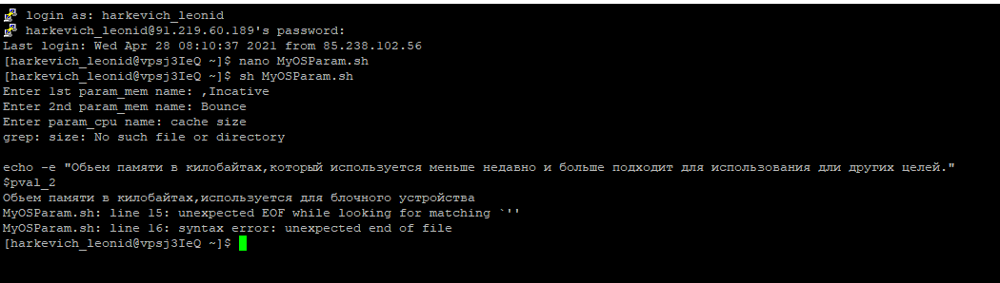 login as: harkevich_leonid
harkevich_leonid@91.219.60.189's password:
Last login: Wed Apr 28 08:10:37 2021 from 85.238.102.56
[harkevich_leonid@vpsj3IeQ ~]$ nano MyOSParam.sh
[harkevich_leonid@vpsj3IeQ ~]$ sh MyOSParam.sh
Enter 1st param_mem name: ,Incative
Enter 2nd param_mem name: Bounce
Enter param_cpu name: cache size
grep: size: No such file or directory
echo -e "Обьем памяти в килобайтах,который используется меньше недавно и больше подходит для использования дли других целей."
$pval_2
Обьем памяти в килобайтах,используется для блочного устройства
MyOSParam.sh: line 15: unexpected EOF while looking for matching `''
MyOSParam.sh: line 16: syntax error: unexpected end of file
[harkevich_leonid@vpsj3IeQ ~]$